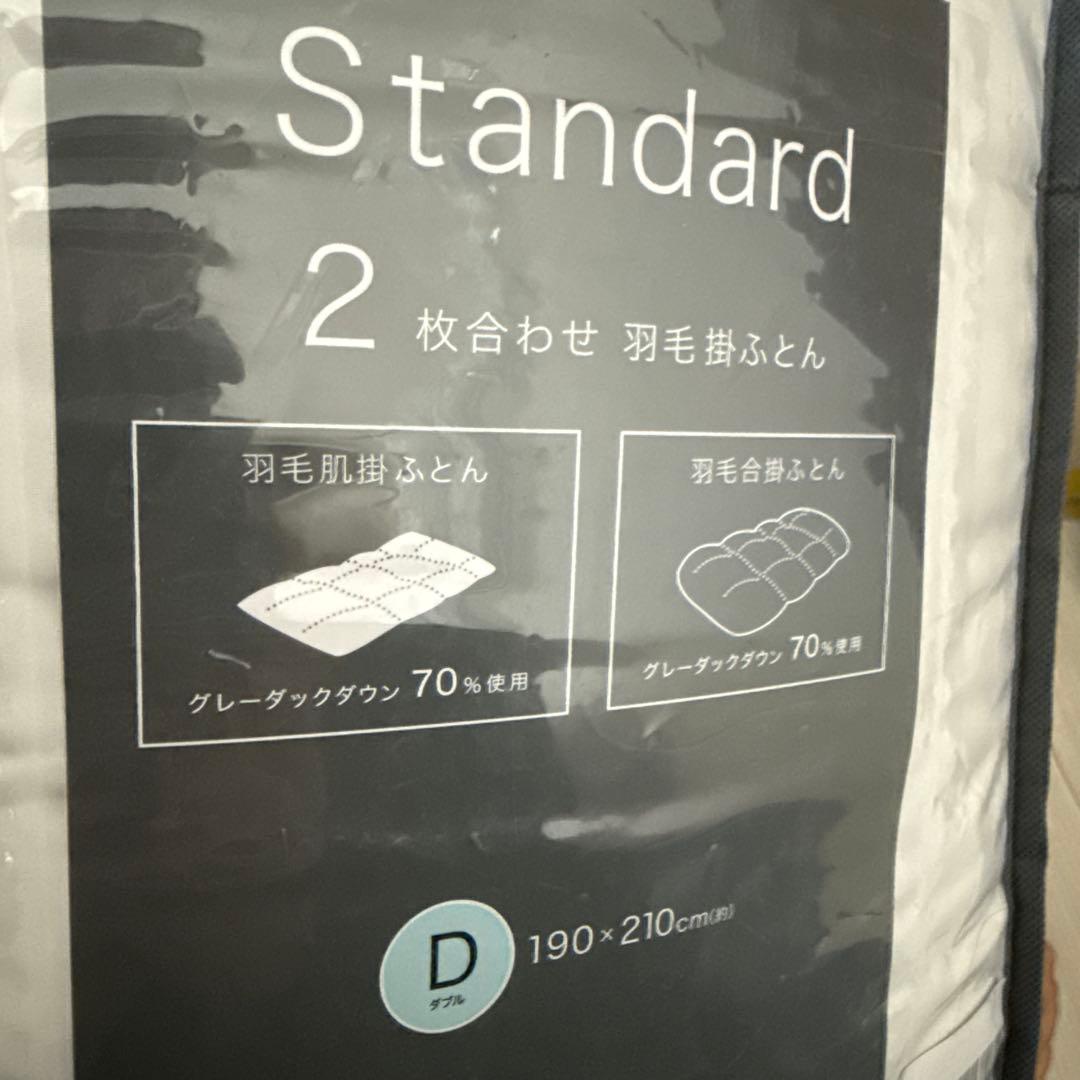 Standard
2枚合わせ 羽毛掛ふとん
羽毛肌掛ふとん
グレーダックダウン 70%使用
羽毛合掛ふとん
グレーダックダウン 70%使用
D
ダブル
190×210cm(約)